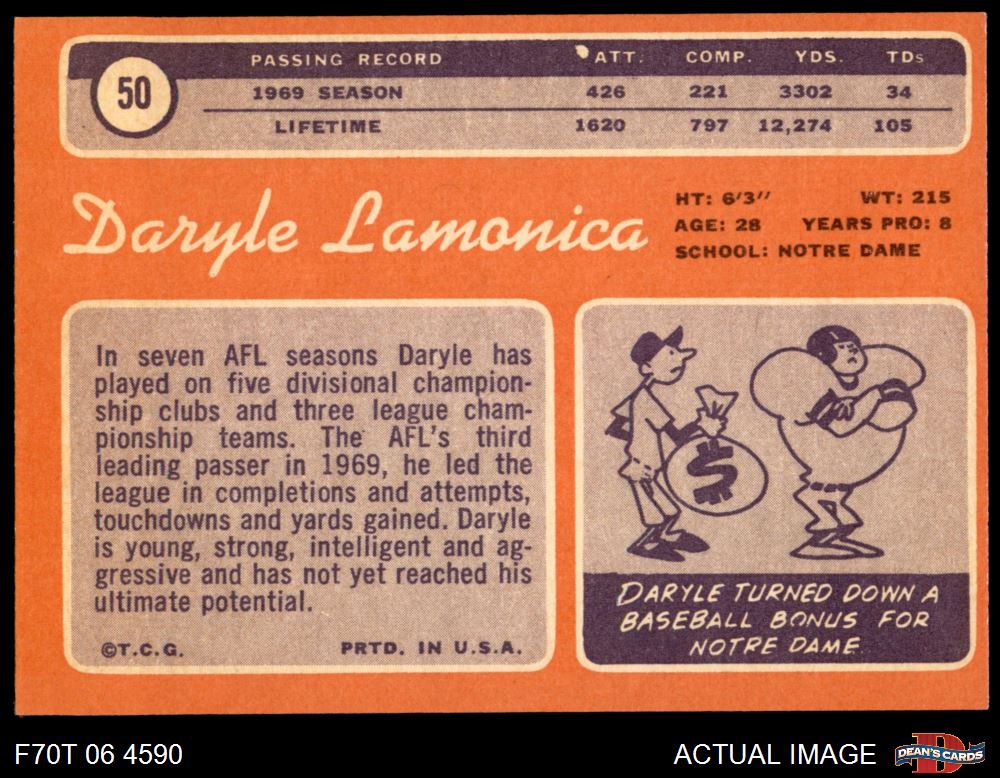 50
PASSING RECORD ATT. COMP. YDS. TDs
1969 SEASON 426 221 3302 34
LIFETIME 1620 797 12,274 105
Daryle Lamonica
HT: 6'3" WT: 215
AGE: 28 YEARS PRO: 8
SCHOOL: NOTRE DAME
In seven AFL seasons Daryle has
played on five divisional champion-
ship clubs and three league cham-
pionship teams. The AFL's third
leading passer in 1969, he led the
league in completions and attempts,
touchdowns and yards gained. Daryle
is young, strong, intelligent and ag-
gressive and has not yet reached his
ultimate potential.
©T.C.G. PRTD. IN U.S.A.
$
DARYLE TURNED DOWN A
BASEBALL BONUS FOR
NOTRE DAME
F70T 06 4590
ACTUAL IMAGE
D
DEAN'S CARDS